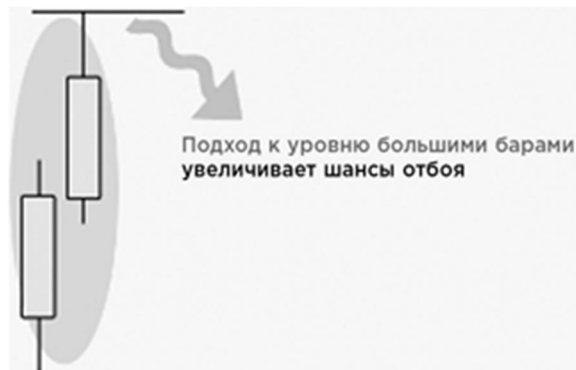 Подход к уровню большими барами
увеличивает шансы отбоя